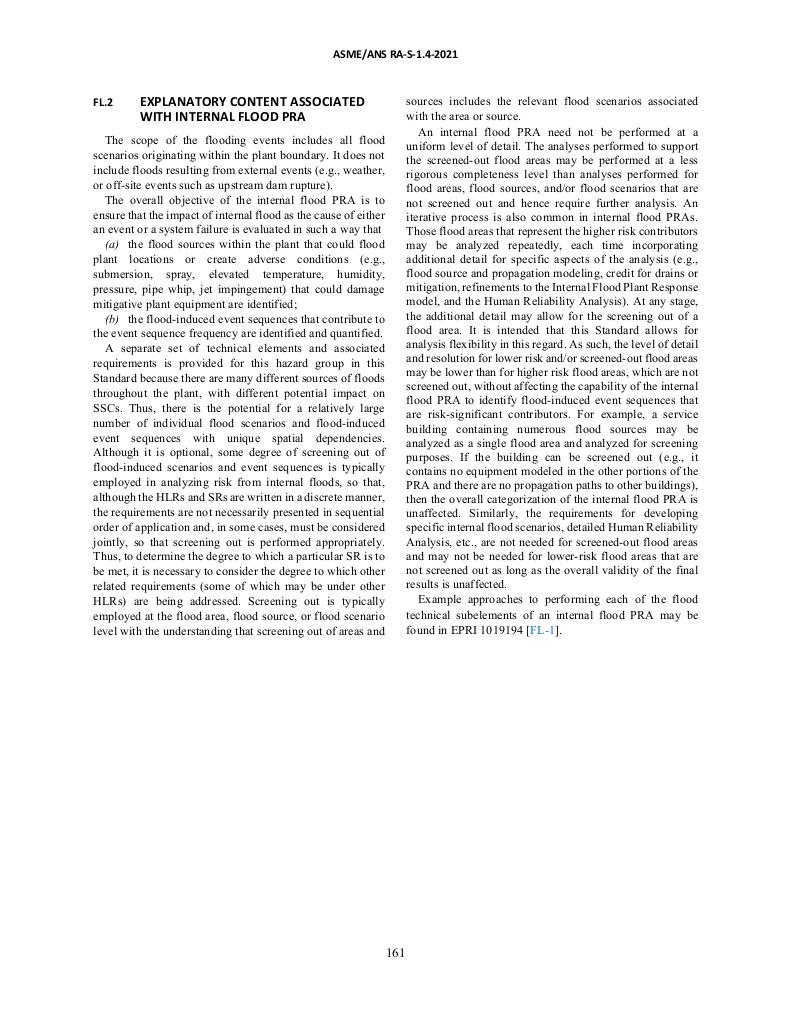 ASME/ANS RA-S-1.4-2021
FL.2 EXPLANATORY CONTENT ASSOCIATED
WITH INTERNAL FLOOD PRA
The scope of the flooding events includes all flood
scenarios originating within the plant boundary. It does not
include floods resulting from external events (e.g., weather,
or off-site events such as upstream dam rupture).
The overall objective of the internal flood PRA is to
ensure that the impact of internal flood as the cause of either
an event or a system failure is evaluated in such a way that
(a) the flood sources within the plant that could flood
plant locations or create adverse conditions (e.g.,
submersion, spray, elevated temperature, humidity,
pressure, pipe whip, jet impingement) that could damage
mitigative plant equipment are identified;
(b) the flood-induced event sequences that contribute to
the event sequence frequency are identified and quantified.
A separate set of technical elements and associated
requirements is provided for this hazard group in this
Standard because there are many different sources of floods
throughout the plant, with different potential impact on
SSCs. Thus, there is the potential for a relatively large
number of individual flood scenarios and flood-induced
event sequences with unique spatial dependencies.
Although it is optional, some degree of screening out of
flood-induced scenarios and event sequences is typically
employed in analyzing risk from internal floods, so that,
although the HLRs and SRs are written in a discrete manner,
the requirements are not necessarily presented in sequential
order of application and, in some cases, must be considered
jointly, so that screening out is performed appropriately.
Thus, to determine the degree to which a particular SR is to
be met, it is necessary to consider the degree to which other
related requirements (some of which may be under other
HLRs) are being addressed. Screening out is typically
employed at the flood area, flood source, or flood scenario
level with the understanding that screening out of areas and
sources includes the relevant flood scenarios associated
with the area or source.
An internal flood PRA need not be performed at a
uniform level of detail. The analyses performed to support
the screened-out flood areas may be performed at a less
rigorous completeness level than analyses performed for
flood areas, flood sources, and/or flood scenarios that are
not screened out and hence require further analysis. An
iterative process is also common in internal flood PRAs.
Those flood areas that represent the higher risk contributors
may be analyzed repeatedly, each time incorporating
additional detail for specific aspects of the analysis (e.g.,
flood source and propagation modeling, credit for drains or
mitigation, refinements to the Internal Flood Plant Response
model, and the Human Reliability Analysis). At any stage,
the additional detail may allow for the screening out of a
flood area. It is intended that this Standard allows for
analysis flexibility in this regard. As such, the level of detail
and resolution for lower risk and/or screened-out flood areas
may be lower than for higher risk flood areas, which are not
screened out, without affecting the capability of the internal
flood PRA to identify flood-induced event sequences that
are risk-significant contributors. For example, a service
building containing numerous flood sources may be
analyzed as a single flood area and analyzed for screening
purposes. If the building can be screened out (e.g., it
contains no equipment modeled in the other portions of the
PRA and there are no propagation paths to other buildings),
then the overall categorization of the internal flood PRA is
unaffected. Similarly, the requirements for developing
specific internal flood scenarios, detailed Human Reliability
Analysis, etc., are not needed for screened-out flood areas
and may not be needed for lower-risk flood areas that are
not screened out as long as the overall validity of the final
results is unaffected.
Example approaches to performing each of the flood
technical subelements of an internal flood PRA may be
found in EPRI 1019194 [FL-1].
161